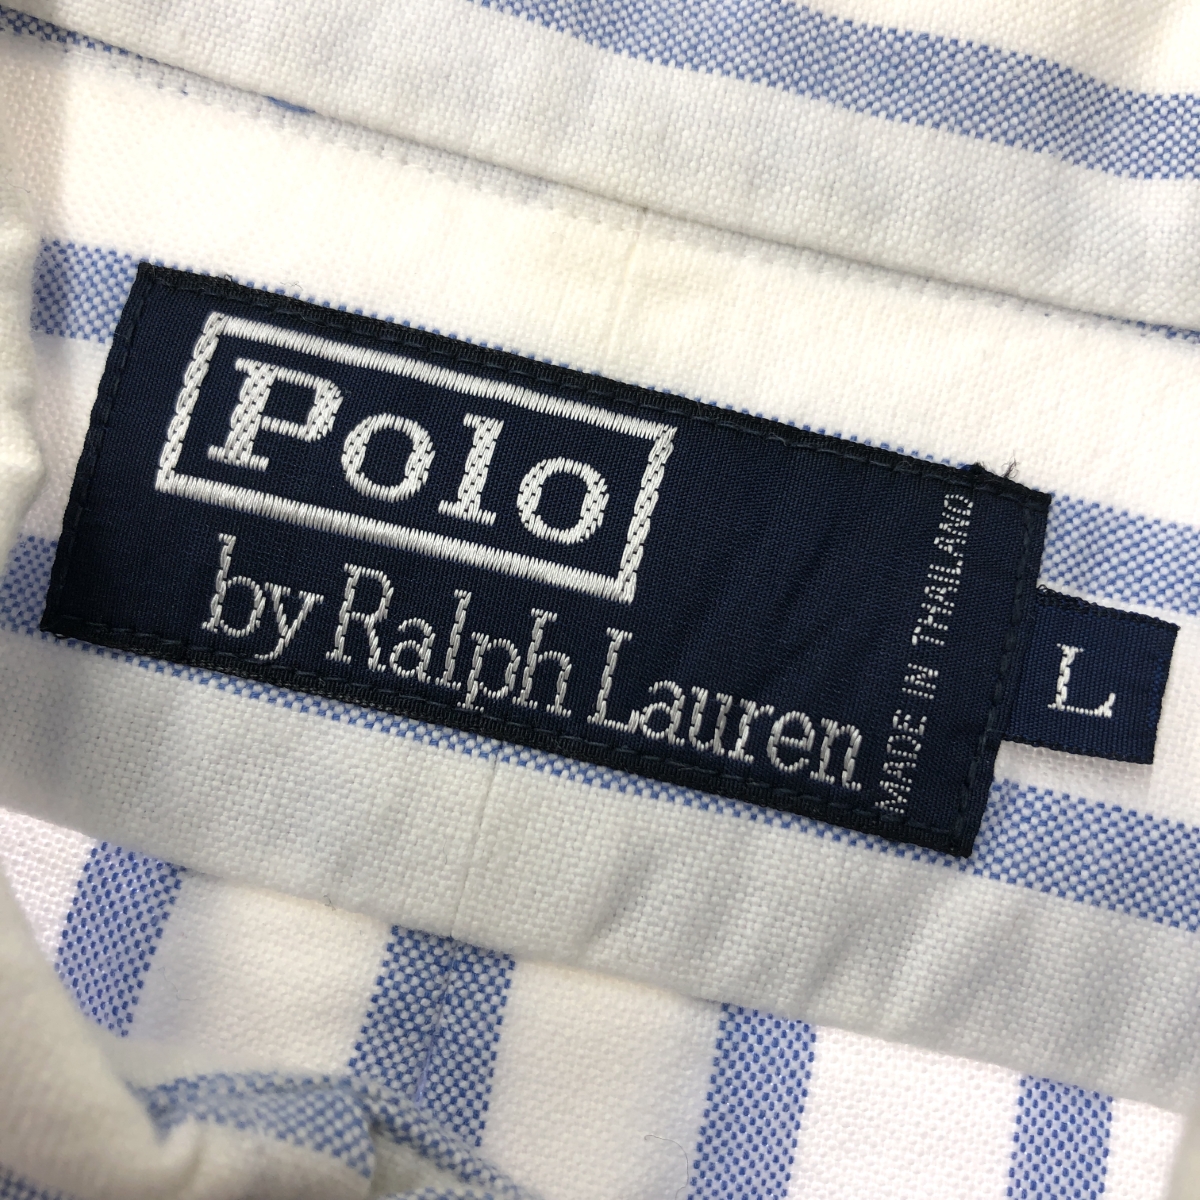 Polo
by Ralph Lauren
MADE IN THAILAND
L